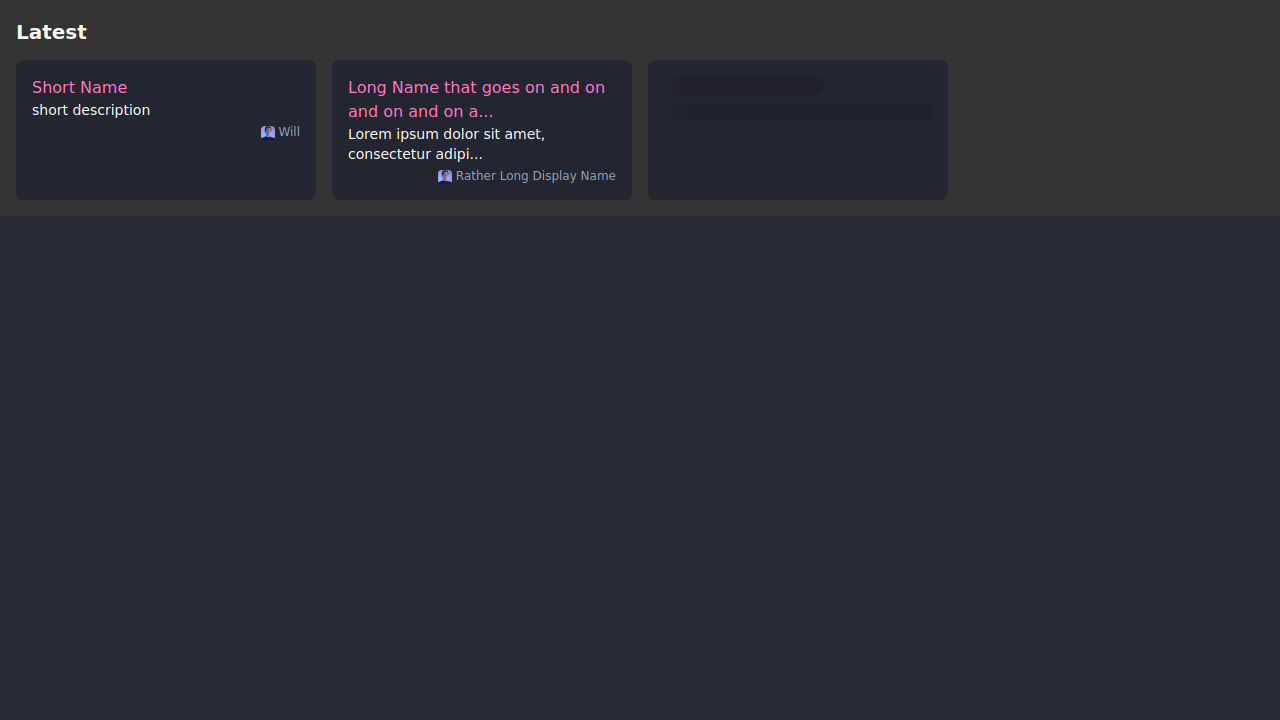 Latest
Short Name
short description
Will
Long Name that goes on and on
and on and on on a...
Lorem ipsum dolor sit amet,
consectetur adipi...
Rather Long Display Name